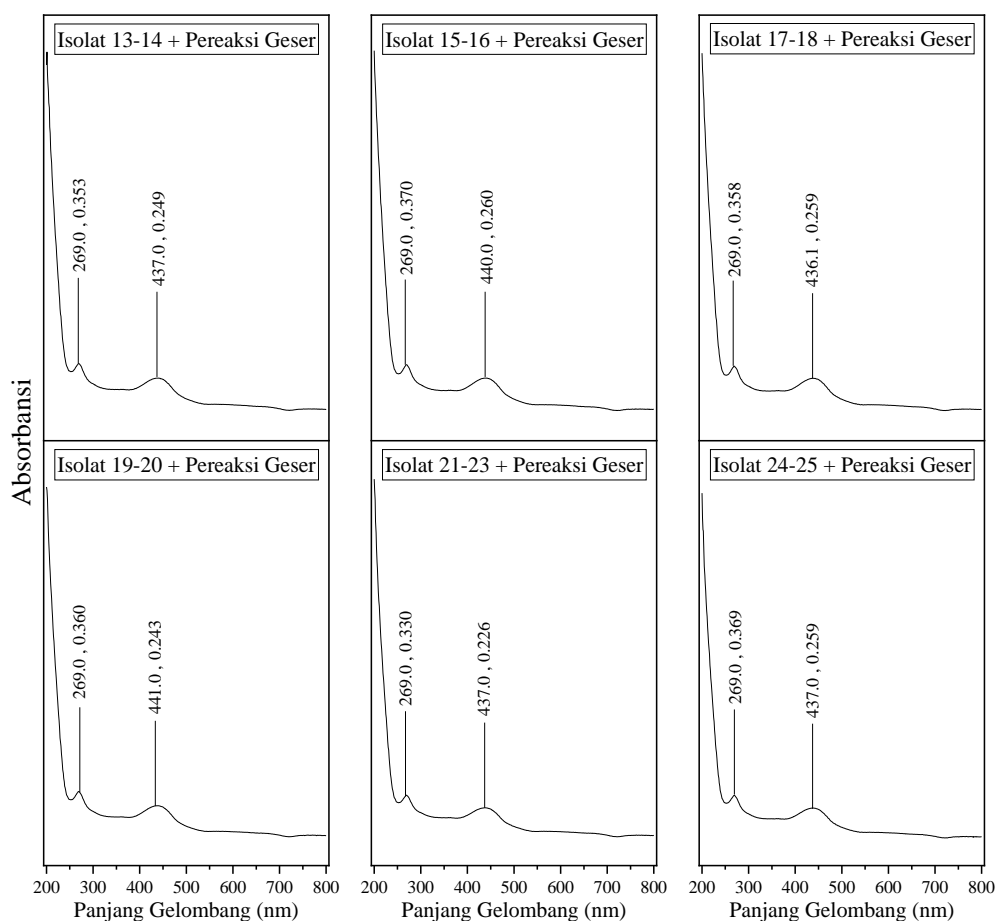 Isolat 13-14 + Pereaksi Geser
269.0 , 0.353
437.0 , 0.249
Isolat 15-16 + Pereaksi Geser
269.0 , 0.370
440.0 , 0.260
Isolat 17-18 + Pereaksi Geser
269.0 , 0.358
436.1 , 0.259
Absorbansi
Isolat 19-20 + Pereaksi Geser
269.0 , 0.360
441.0 , 0.243
Isolat 21-23 + Pereaksi Geser
269.0 , 0.330
437.0 , 0.226
Isolat 24-25 + Pereaksi Geser
269.0 , 0.369
437.0 , 0.259
200 300 400 500 600 700 800
200 300 400 500 600 700 800
200 300 400 500 600 700 800
Panjang Gelombang (nm)
Panjang Gelombang (nm)
Panjang Gelombang (nm)